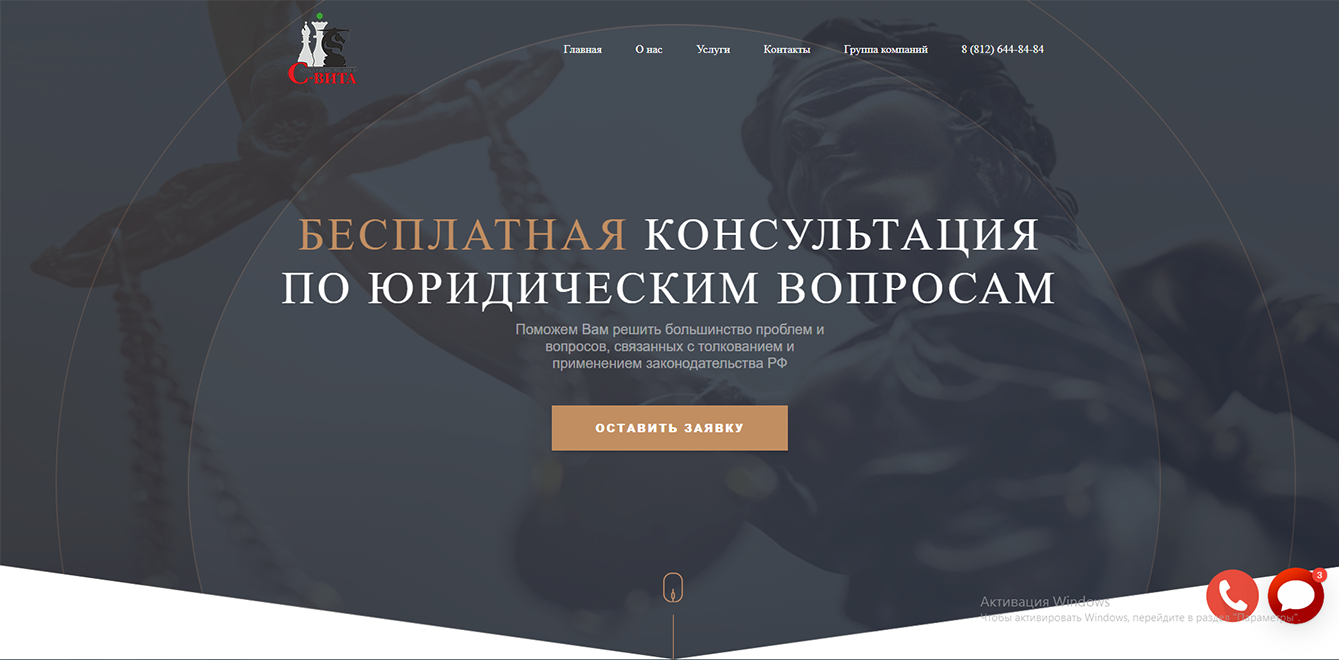 С-ВИТА
Главная О нас Услуги Контакты Группа компаний 8 (812) 644-84-84
БЕСПЛАТНАЯ КОНСУЛЬТАЦИЯ
ПО ЮРИДИЧЕСКИМ ВОПРОСАМ
Поможем Вам решить большинство проблем и
вопросов, связанных с толкованием и
применением законодательства РФ
ОСТАВИТЬ ЗАЯВКУ
3
Активация Windows
Чтобы активировать Windows, перейдите в раздел "Параметры".